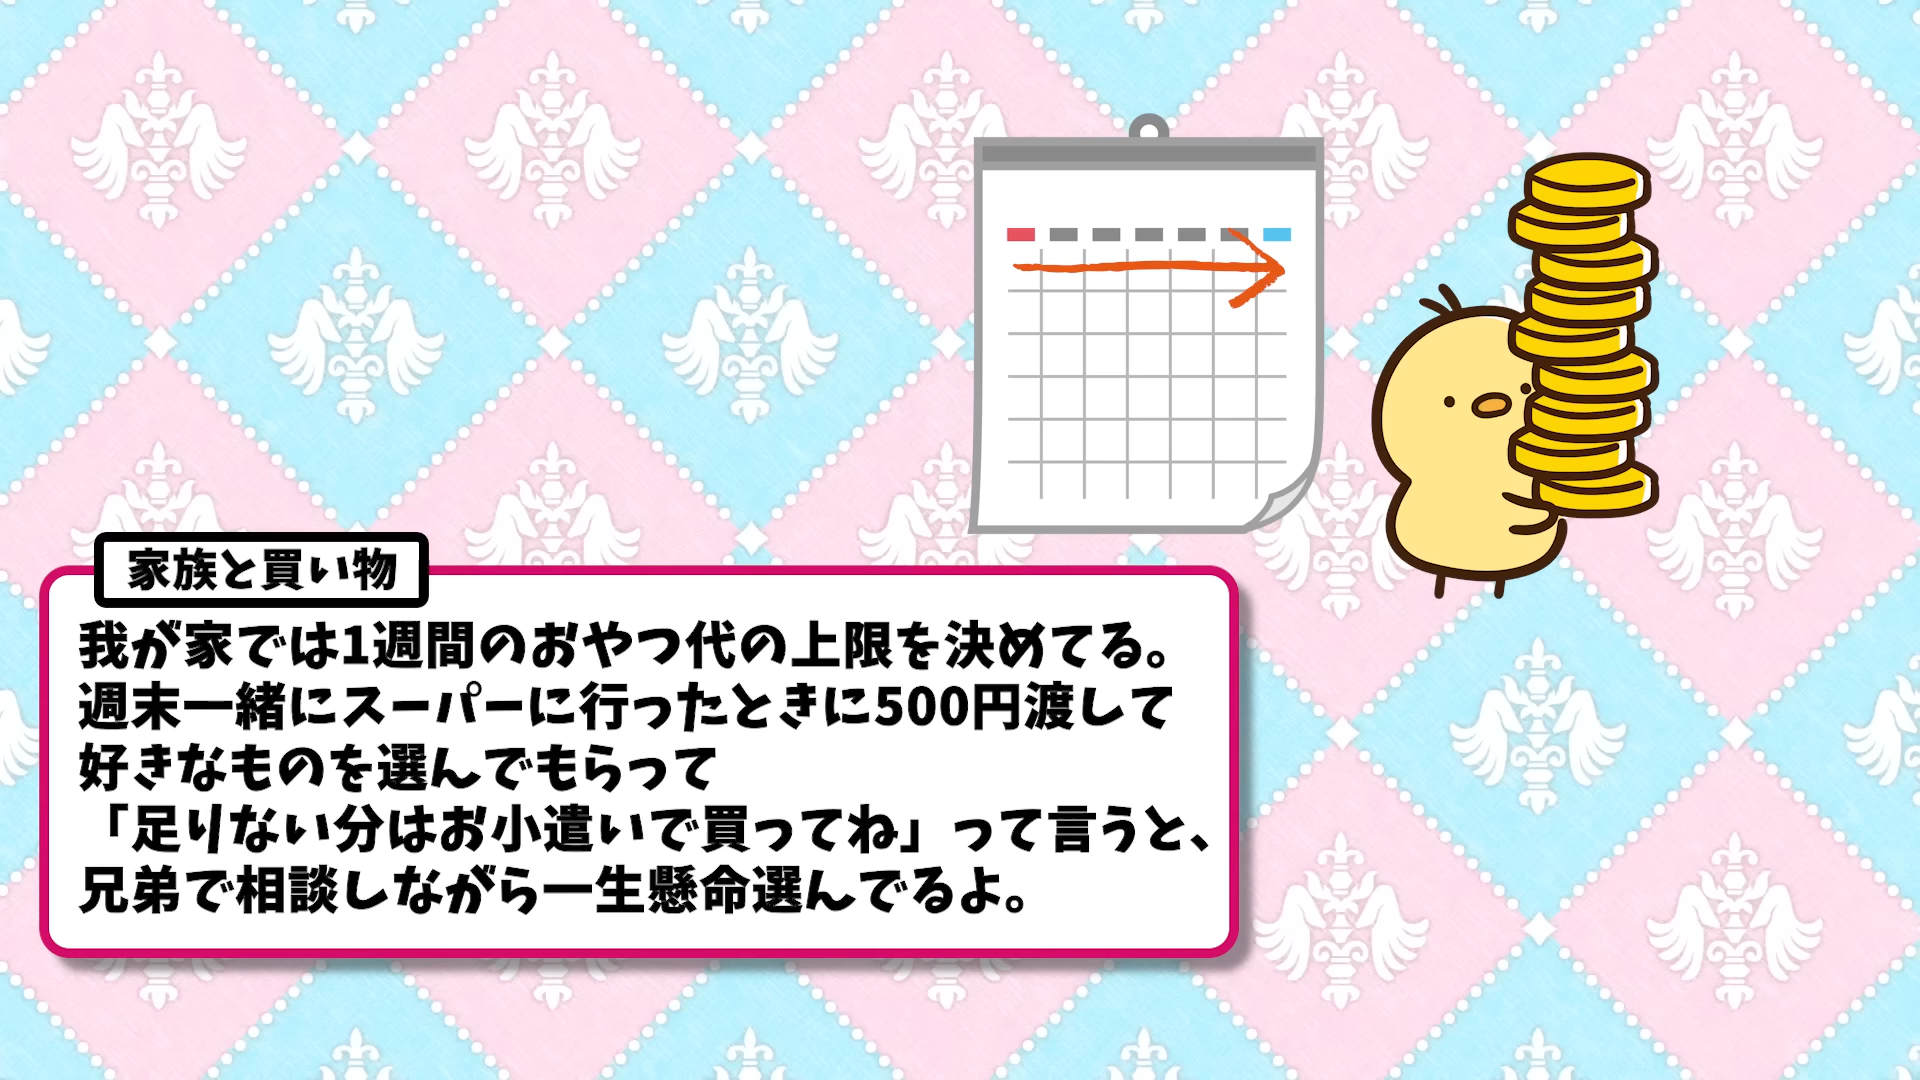 家族と買い物
我が家では1週間のおやつ代の上限を決めてる。
週末一緒にスーパーに行ったときに500円渡して
好きなものを選んでもらって
「足りない分はお小遣いで買ってね」って言うと、
兄弟で相談しながら一生懸命選んでるよ。